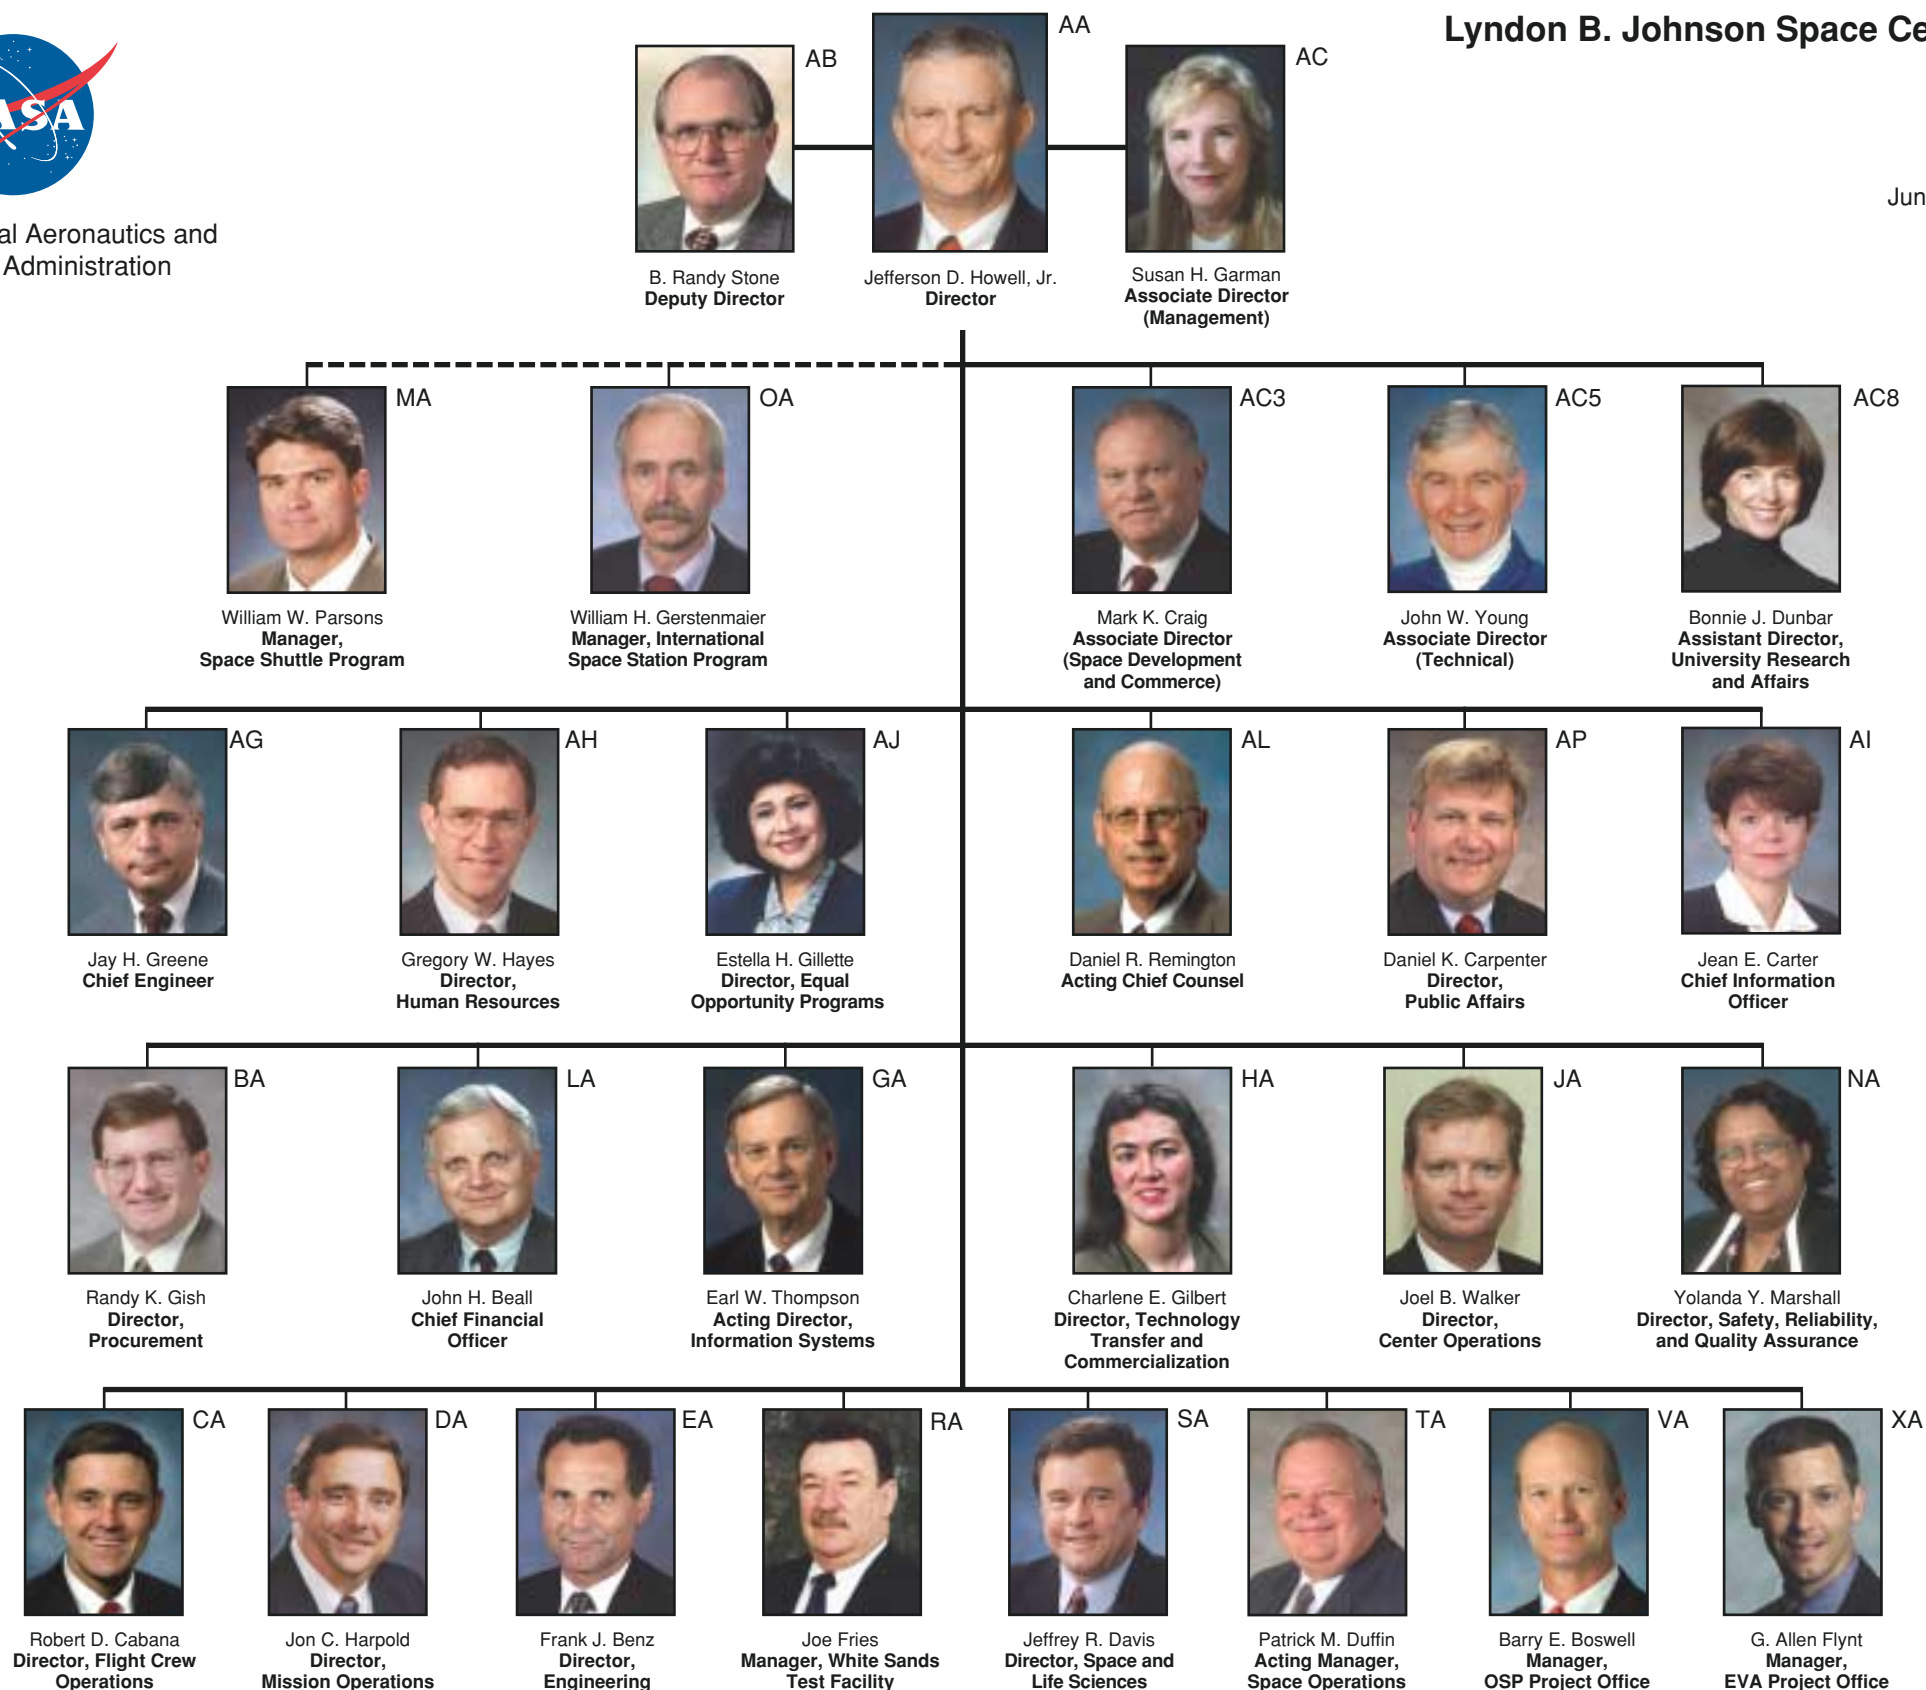 Lyndon B. Johnson Space Ce
AB
AA
AC
ASA
Jun
al Aeronautics and
Administration
B. Randy Stone
Deputy Director
Jefferson D. Howell, Jr.
Director
Susan H. Garman
Associate Director
(Management)
MA
OA
AC3
AC5
AC8
William W. Parsons
Manager,
Space Shuttle Program
William H. Gerstenmaier
Manager, International
Space Station Program
Mark K. Craig
Associate Director
(Space Development
and Commerce)
John W. Young
Associate Director
(Technical)
Bonnie J. Dunbar
Assistant Director,
University Research
and Affairs
AG
AH
AJ
AL
AP
AI
Jay H. Greene
Chief Engineer
Gregory W. Hayes
Director,
Human Resources
Estella H. Gillette
Director, Equal
Opportunity Programs
Daniel R. Remington
Acting Chief Counsel
Daniel K. Carpenter
Director,
Public Affairs
Jean E. Carter
Chief Information
Officer
BA
LA
GA
HA
JA
NA
Randy K. Gish
Director,
Procurement
John H. Beall
Chief Financial
Officer
Earl W. Thompson
Acting Director,
Information Systems
Charlene E. Gilbert
Director, Technology
Transfer and
Commercialization
Joel B. Walker
Director,
Center Operations
Yolanda Y. Marshall
Director, Safety, Reliability,
and Quality Assurance
CA
DA
EA
RA
SA
TA
VA
XA
Robert D. Cabana
Director, Flight Crew
Operations
Jon C. Harpold
Director,
Mission Operations
Frank J. Benz
Director,
Engineering
Joe Fries
Manager, White Sands
Test Facility
Jeffrey R. Davis
Director, Space and
Life Sciences
Patrick M. Duffin
Acting Manager,
Space Operations
Barry E. Boswell
Manager,
OSP Project Office
G. Allen Flynt
Manager,
EVA Project Office